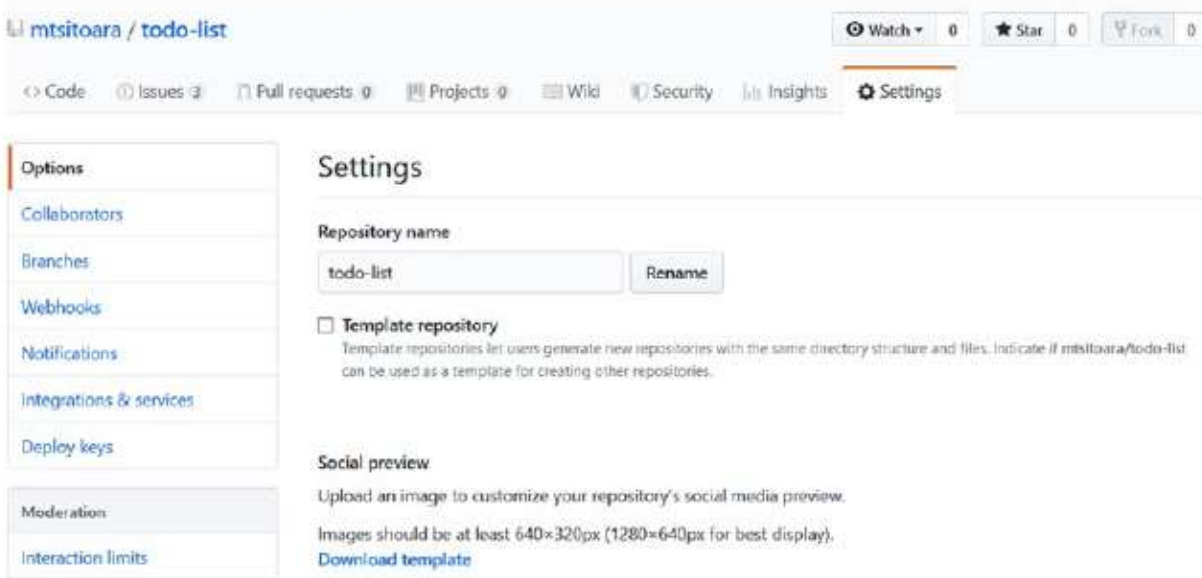 mtsitoara / todo-list
Watch 0 Star 0 Fork 0
Code Issues 3 Pull requests 0 Projects 0 Wiki Security Insights Settings
Options
Collaborators
Branches
Webhooks
Notifications
Integrations & services
Deploy keys
Moderation
Interaction limits
Settings
Repository name
todo-list Rename
Template repository
Template repositories let users generate new repositories with the same directory structure and files. Indicate if mtsitoara/todo-list
can be used as a template for creating other repositories.
Social preview
Upload an image to customize your repository's social media preview.
Images should be at least 640×320px (1280×640px for best display).
Download template